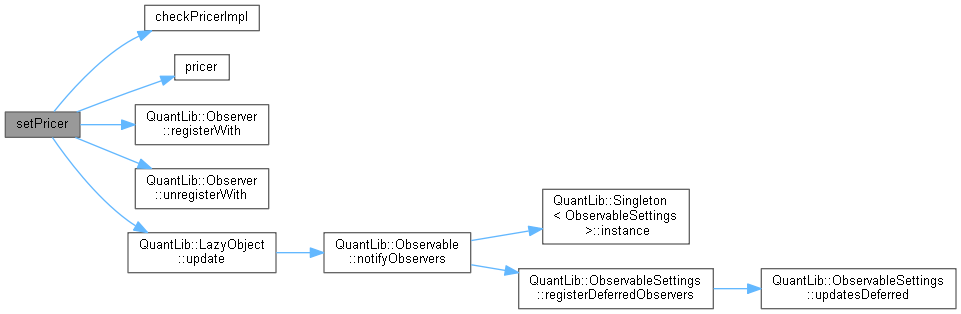 checkPricerImpl
pricer
setPricer
QuantLib::Observer
::registerWith
QuantLib::Observer
::unregisterWith
QuantLib::LazyObject
::update
QuantLib::Observable
::notifyObservers
QuantLib::Singleton
< ObservableSettings
>::instance
QuantLib::ObservableSettings
::registerDeferredObservers
QuantLib::ObservableSettings
::updatesDeferred